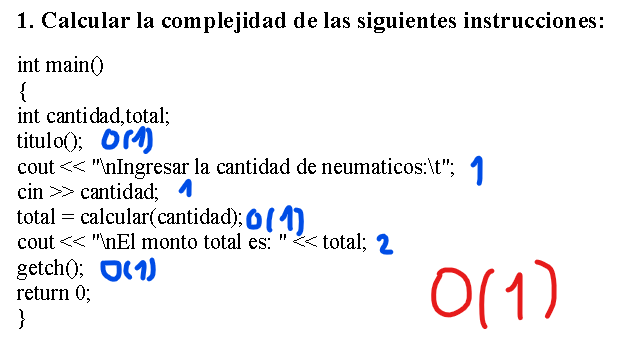 1. Calcular la complejidad de las siguientes instrucciones:
int main()
{
int cantidad,total;
titulo(); O(1)
cout << "\nIngresar la cantidad de neumaticos:\t"; 1
cin >> cantidad; 1
total = calcular(cantidad); O(1)
cout << "\nEl monto total es: " << total; 2
getch(); O(1)
return 0;
}
O(1)